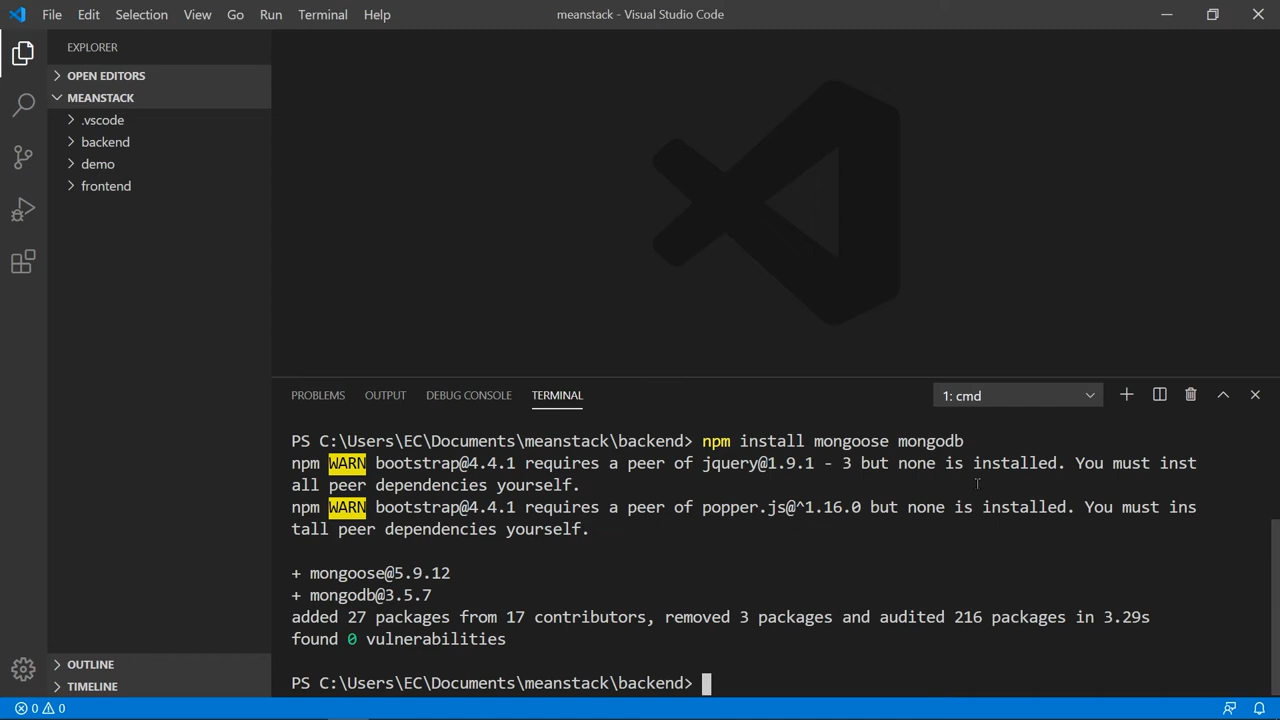 File Edit Selection View Go Run Terminal Help meanstack - Visual Studio Code
EXPLORER
OPEN EDITORS
MEANSTACK
.vscode
backend
demo
frontend
PROBLEMS OUTPUT DEBUG CONSOLE TERMINAL 1: cmd
PS C:\Users\EC\Documents\meanstack\backend> npm install mongoose mongodb
npm WARN bootstrap@4.4.1 requires a peer of jquery@1.9.1 - 3 but none is installed. You must inst
all peer dependencies yourself.
npm WARN bootstrap@4.4.1 requires a peer of popper.js@^1.16.0 but none is installed. You must ins
tall peer dependencies yourself.
+ mongoose@5.9.12
+ mongodb@3.5.7
added 27 packages from 17 contributors, removed 3 packages and audited 216 packages in 3.29s
found 0 vulnerabilities
PS C:\Users\EC\Documents\meanstack\backend>
OUTLINE
TIMELINE
0 0